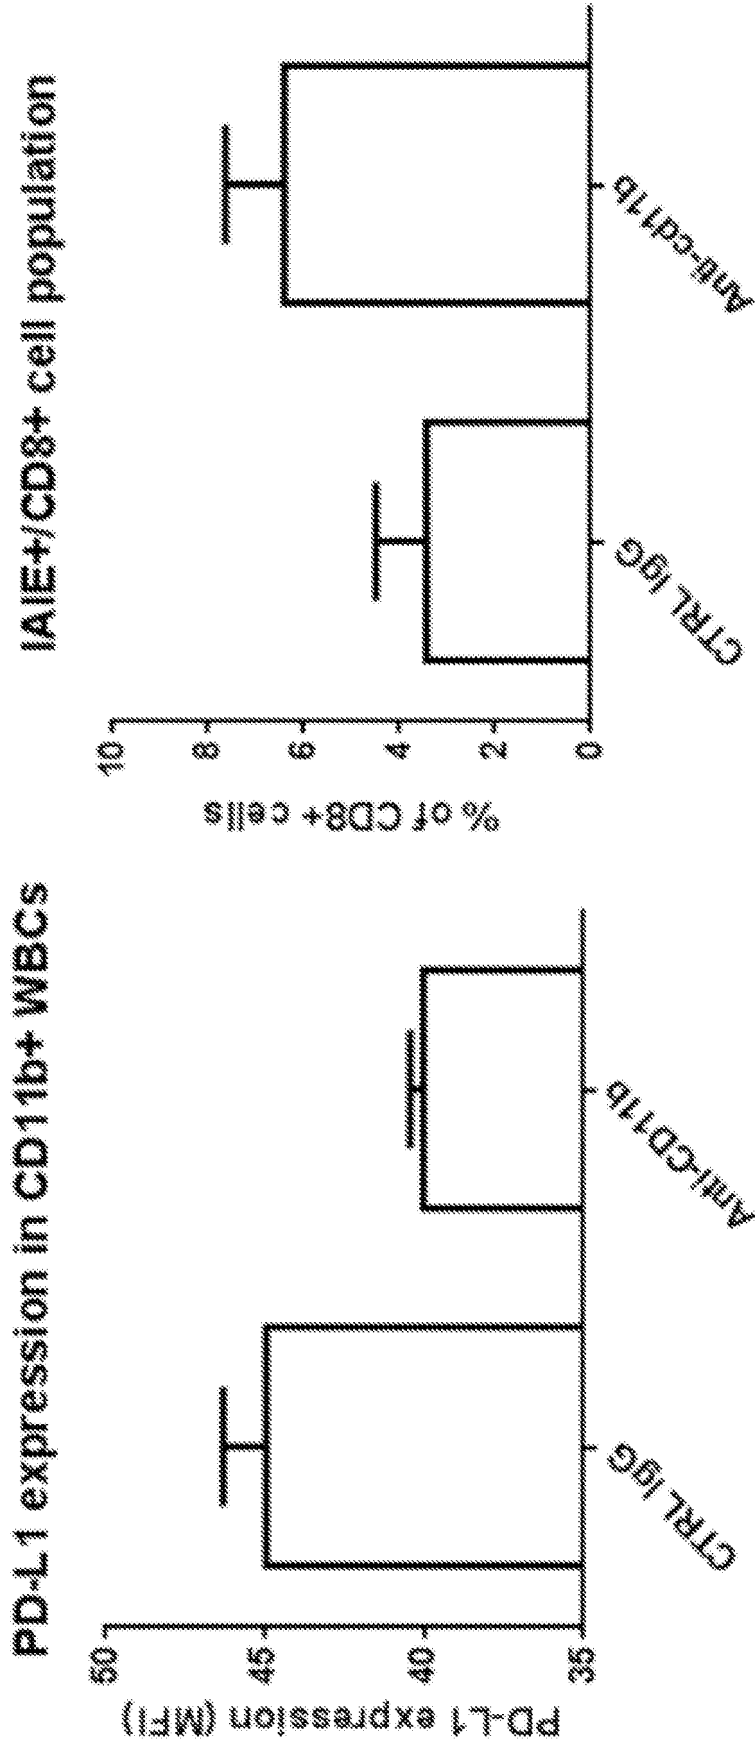 PD-L1 expression in CD11b+ WBCs
PD-L1 expression (MFI)
50
45
40
35
CTRL IgG
Anti-CD11b
IAIE+/CD8+ cell population
% of CD8+ cells
10
8
6
4
2
0
CTRL IgG
Anti-cd11b